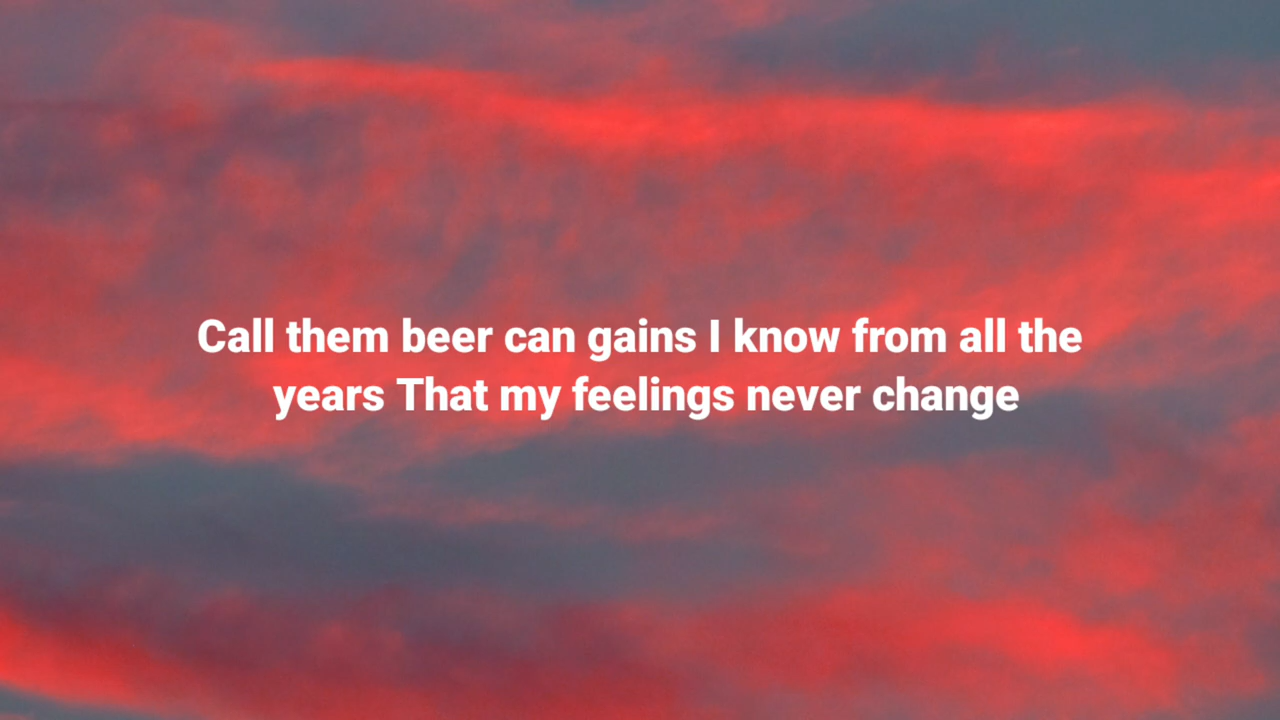 Call them beer can gains I know from all the
years That my feelings never change